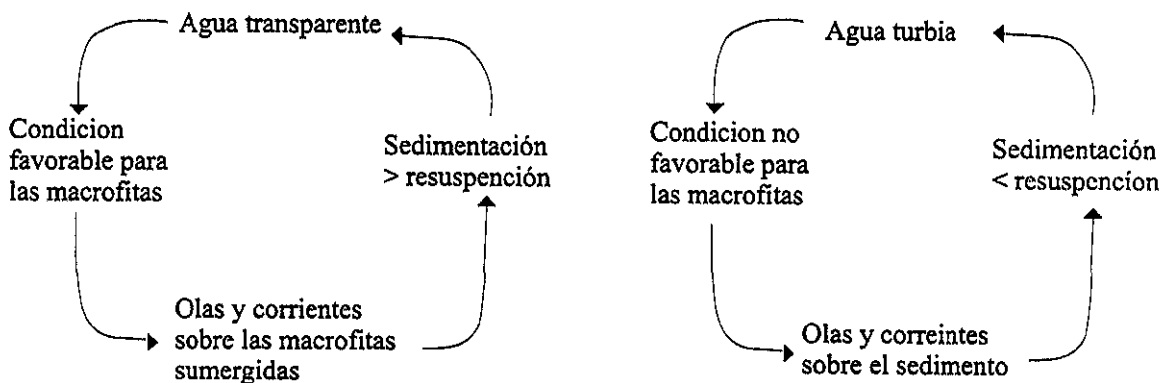 Agua transparente
Condicion
favorable para
las macrofitas
Sedimentación
> resuspención
Olas y corrientes
sobre las macrofitas
sumergidas
Agua turbia
Condicion no
favorable para
las macrofitas
Sedimentación
< resuspencíon
Olas y correintes
sobre el sedimento